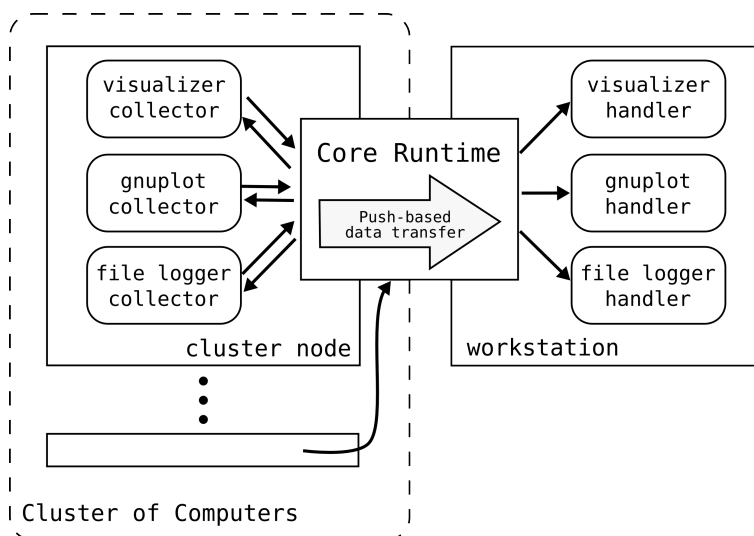 visualizer
collector
gnuplot
collector
file logger
collector
cluster node
Core Runtime
Push-based
data transfer
visualizer
handler
gnuplot
handler
file logger
handler
workstation
Cluster of Computers